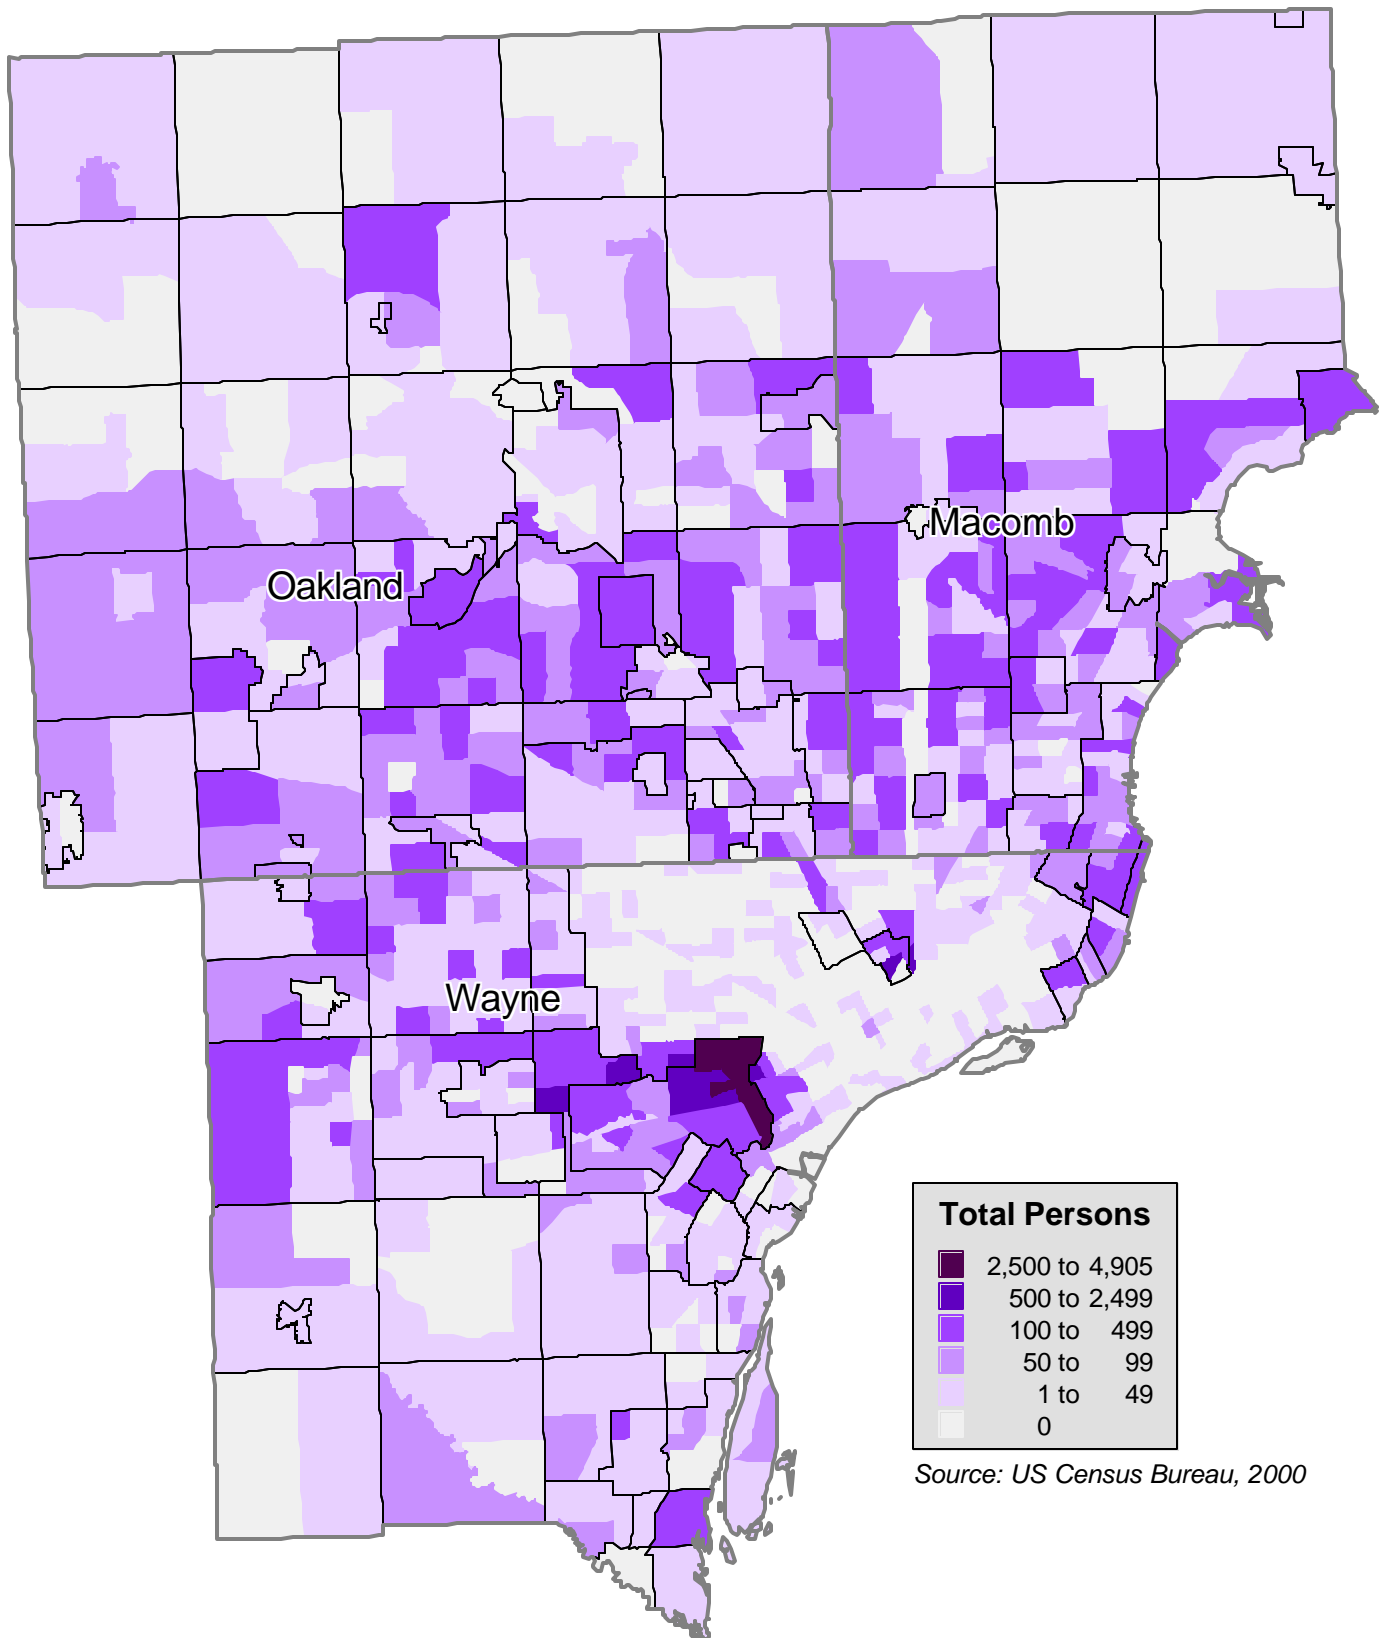 Macomb
Oakland
Wayne
Total Persons
2,500 to 4,905
500 to 2,499
100 to 499
50 to 99
1 to 49
0
Source: US Census Bureau, 2000